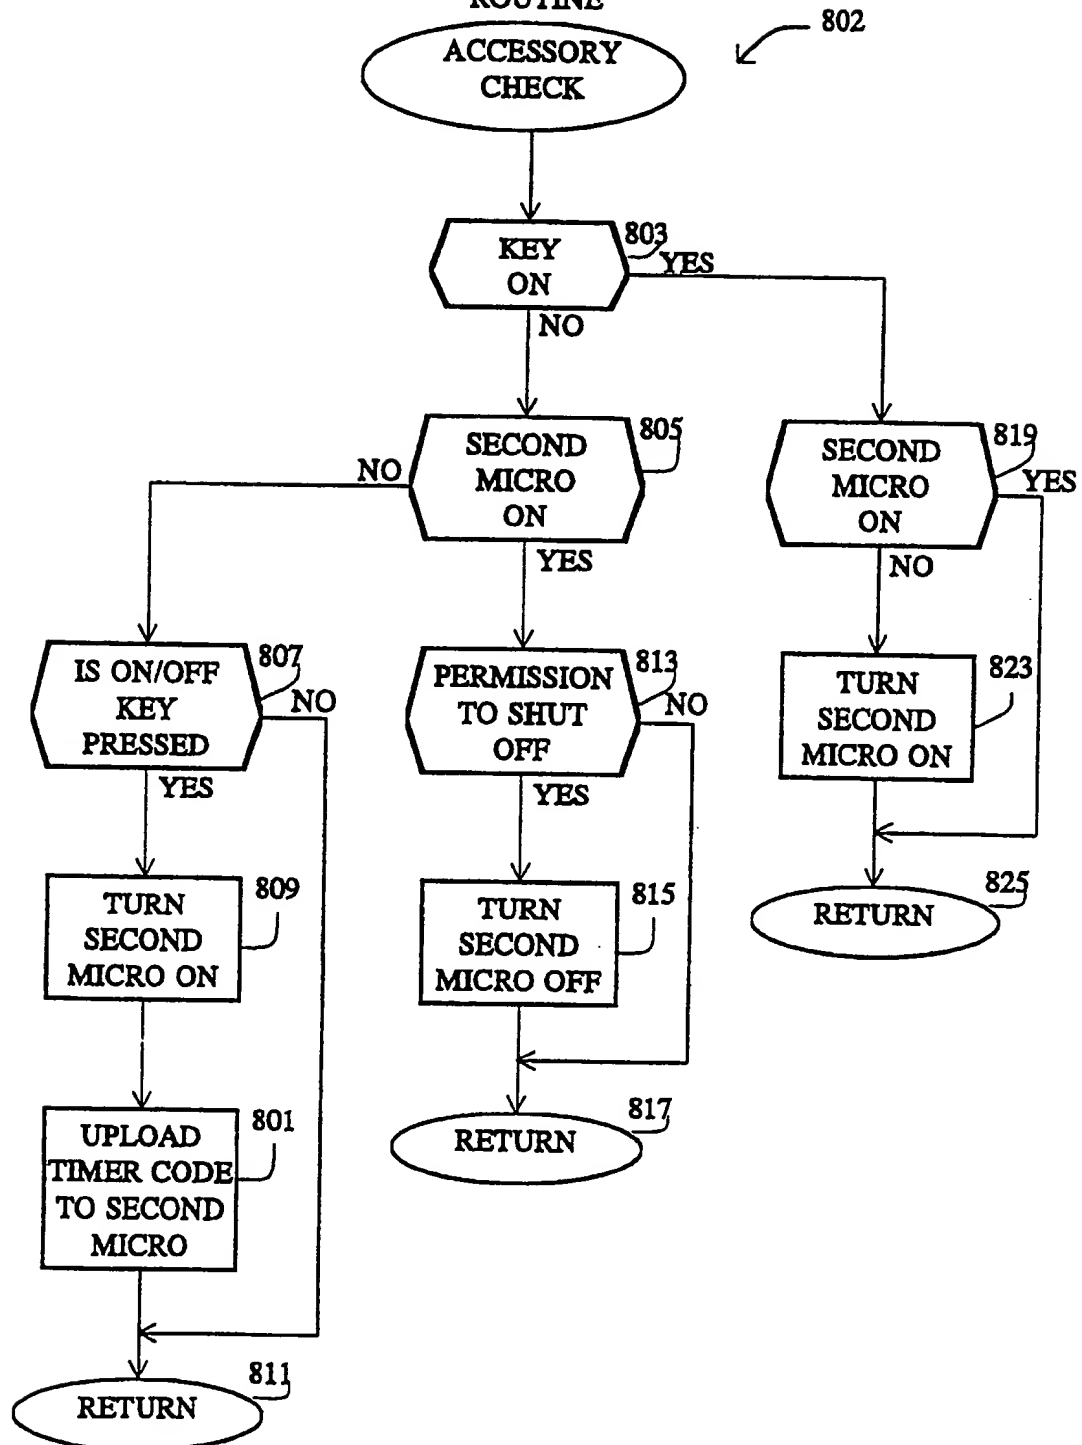 ROUTINE
802
ACCESSORY
CHECK
803
KEY
ON
YES
NO
805
SECOND
MICRO
ON
NO
YES
819
SECOND
MICRO
ON
YES
NO
807
IS ON/OFF
KEY
PRESSED
NO
YES
813
PERMISSION
TO SHUT
OFF
NO
YES
823
TURN
SECOND
MICRO ON
809
TURN
SECOND
MICRO ON
815
TURN
SECOND
MICRO OFF
825
RETURN
801
UPLOAD
TIMER CODE
TO SECOND
MICRO
817
RETURN
811
RETURN